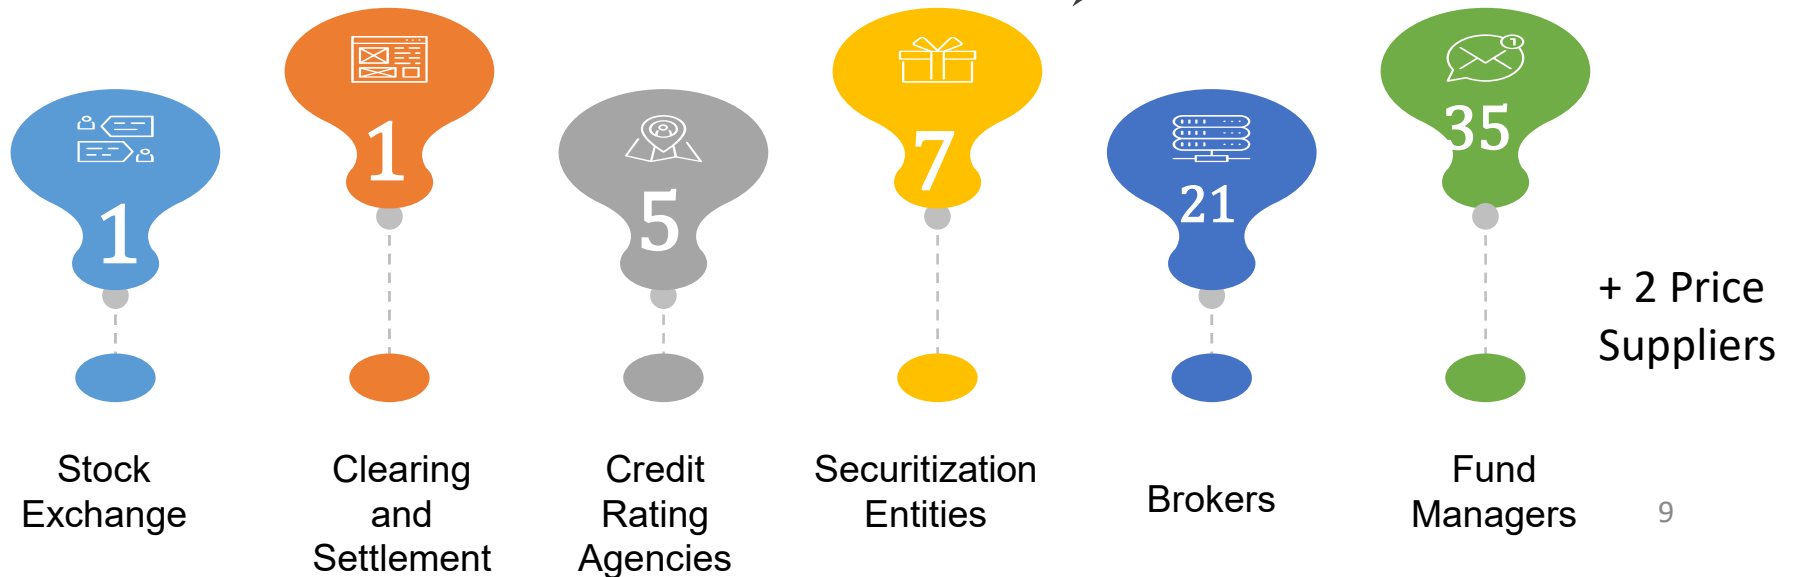 1
1
5
7
21
35
1
+ 2 Price
Suppliers
Stock
Exchange
Clearing
and
Settlement
Credit
Rating
Agencies
Securitization
Entities
Brokers
Fund
Managers
9